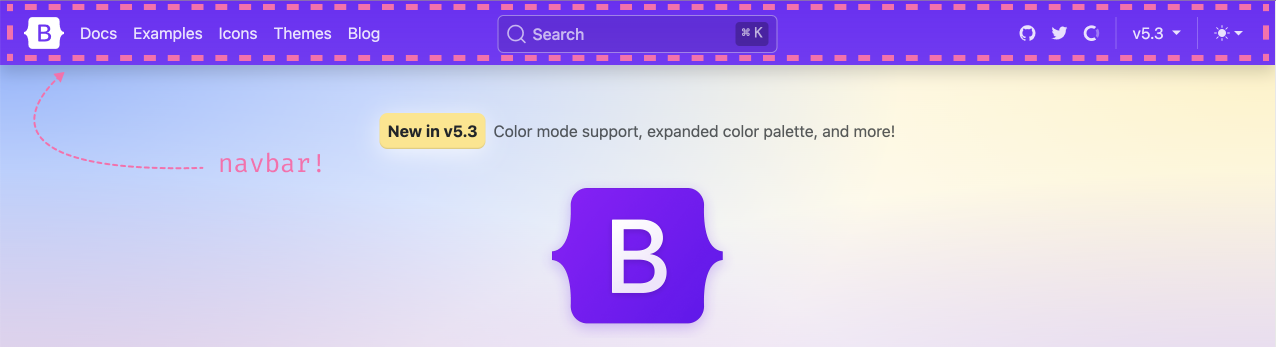 B Docs Examples Icons Themes Blog Search ⌘ K v5.3
New in v5.3 Color mode support, expanded color palette, and more!
navbar!
B